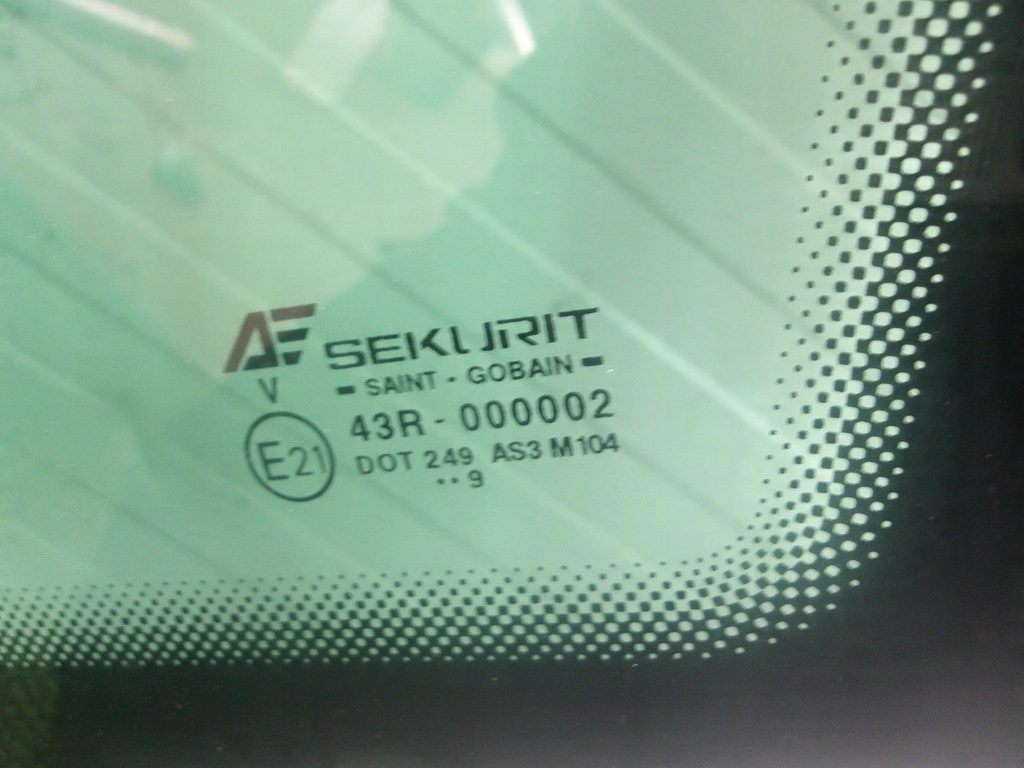 AE SEKURIT
- SAINT - GOBAIN -
V
43R - 000002
E21
DOT 249 AS3 M104
•• 9